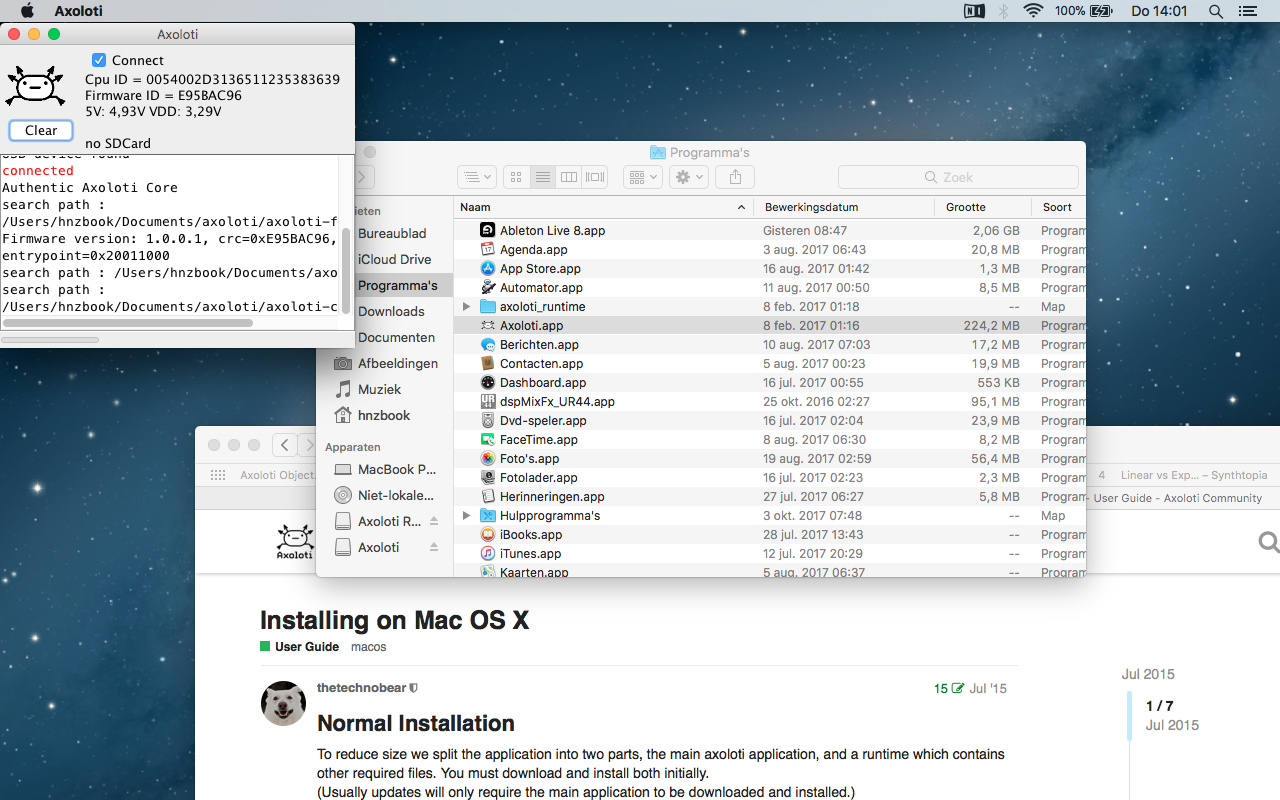 Axoloti
100%
Do 14:01
Axoloti
Connect
Cpu ID = 0054002D3136511235383639
Firmware ID = E95BAC96
5V: 4,93V VDD: 3,29V
Clear
no SDCard
USB device found
connected
Authentic Axoloti Core
search path :
/Users/hnzbook/Documents/axoloti/axoloti-f
Firmware version: 1.0.0.1, crc=0xE95BAC96,
entrypoint=0x20011000
search path : /Users/hnzbook/Documents/axo
search path :
/Users/hnzbook/Documents/axoloti/axoloti-c
Programma's
Zoek
ieten
Bureaublad
iCloud Drive
Programma's
Downloads
Documenten
Afbeeldingen
Muziek
hnzbook
Apparaten
MacBook P...
Niet-lokale...
Axoloti R...
Axoloti
Naam Bewerkingsdatum Grootte Soort
Ableton Live 8.app Gisteren 08:47 2,06 GB Program
Agenda.app 3 aug. 2017 06:43 20,8 MB Program
App Store.app 16 aug. 2017 01:42 1,3 MB Program
Automator.app 11 aug. 2017 00:50 8,5 MB Program
axoloti_runtime 8 feb. 2017 01:18 -- Map
Axoloti.app 8 feb. 2017 01:16 224,2 MB Program
Berichten.app 10 aug. 2017 07:03 17,2 MB Program
Contacten.app 5 aug. 2017 00:23 19,9 MB Program
Dashboard.app 16 jul. 2017 00:55 553 KB Program
dspMixFx_UR44.app 25 okt. 2016 02:27 95,1 MB Program
Dvd-speler.app 16 jul. 2017 02:04 23,9 MB Program
FaceTime.app 8 aug. 2017 06:30 8,2 MB Program
Foto's.app 19 aug. 2017 02:59 56,4 MB Program
Fotolader.app 16 jul. 2017 02:23 2,3 MB Program
Herinneringen.app 27 jul. 2017 06:27 5,8 MB Program
Hulpprogramma's 3 okt. 2017 07:48 -- Map
iBooks.app 28 jul. 2017 13:43 -- Program
iTunes.app 12 jul. 2017 20:29 -- Program
Kaarten.app 5 aug. 2017 06:37 -- Program
Axoloti Object
4 Linear vs Exp... – Synthtopia
- User Guide - Axoloti Community
Axoloti
Installing on Mac OS X
User Guide macos
thetechnobear
15 Jul '15
Normal Installation
To reduce size we split the application into two parts, the main axoloti application, and a runtime which contains
other required files. You must download and install both initially.
(Usually updates will only require the main application to be downloaded and installed.)
Jul 2015
1 / 7
Jul 2015